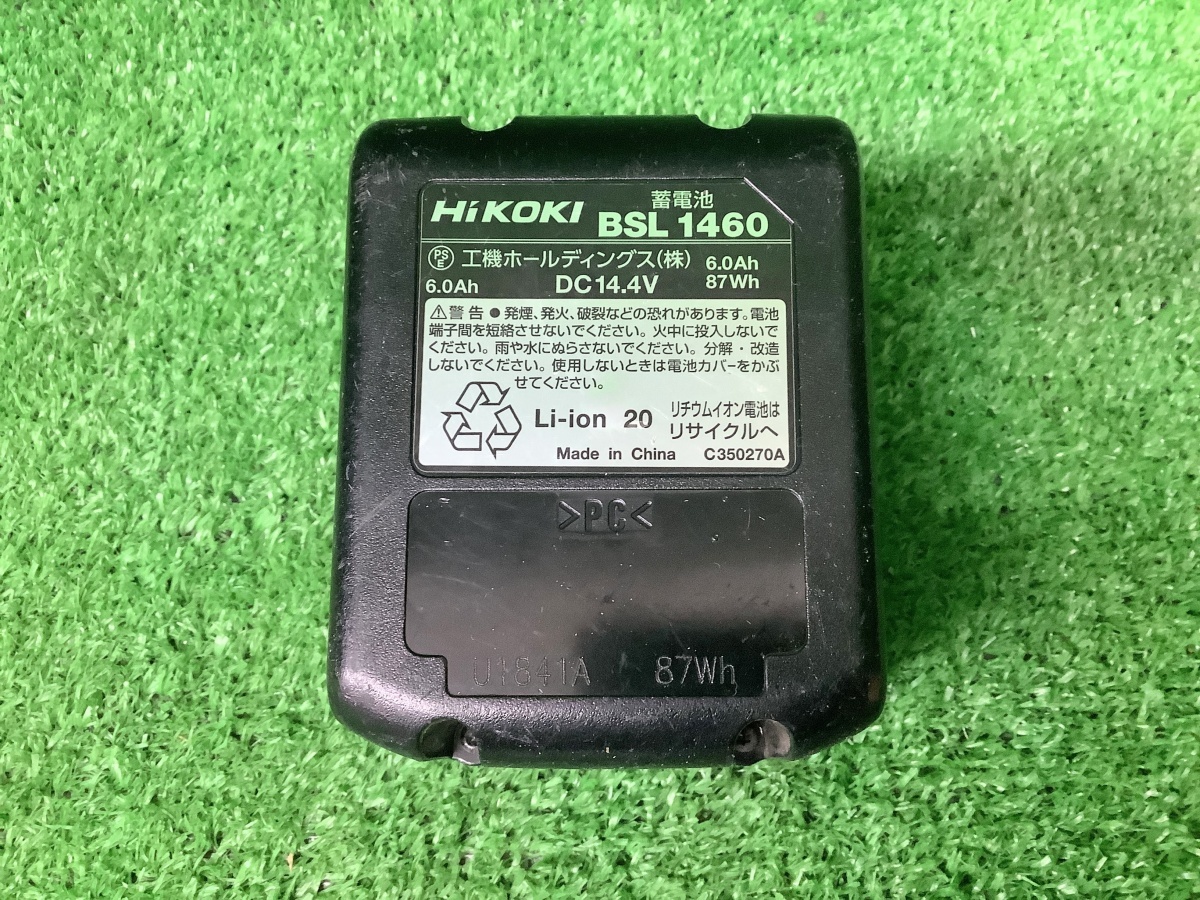 HiKOKI 蓄電池 BSL 1460
PSE 工機ホールディングス(株) 6.0Ah
6.0Ah DC14.4V 87Wh
⚠警告 ●発煙、発火、破裂などの恐れがあります。電池
端子間を短絡させないでください。火中に投入しないで
ください。雨や水にぬらさないでください。分解・改造
しないでください。使用しないときは電池カバーをかぶ
せてください。
Li-ion 20 リチウムイオン電池は
リサイクルへ
Made in China C350270A
>PC<
U1841A 87Wh